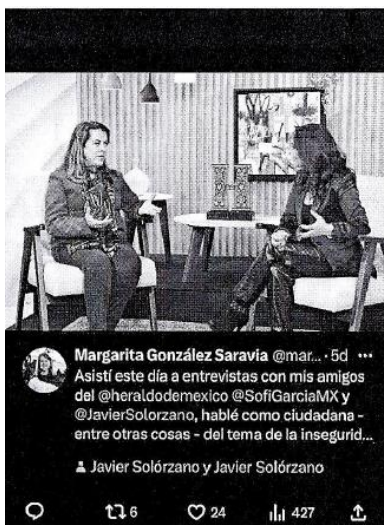 Margarita González Saravia @mar... · 5d
Asistí este día a entrevistas con mis amigos
del @heraldodemexico @SofiGarciaMX y
@JavierSolorzano, hablé como ciudadana -
entre otras cosas - del tema de la insegurid...
Javier Solórzano y Javier Solórzano
6 24 427